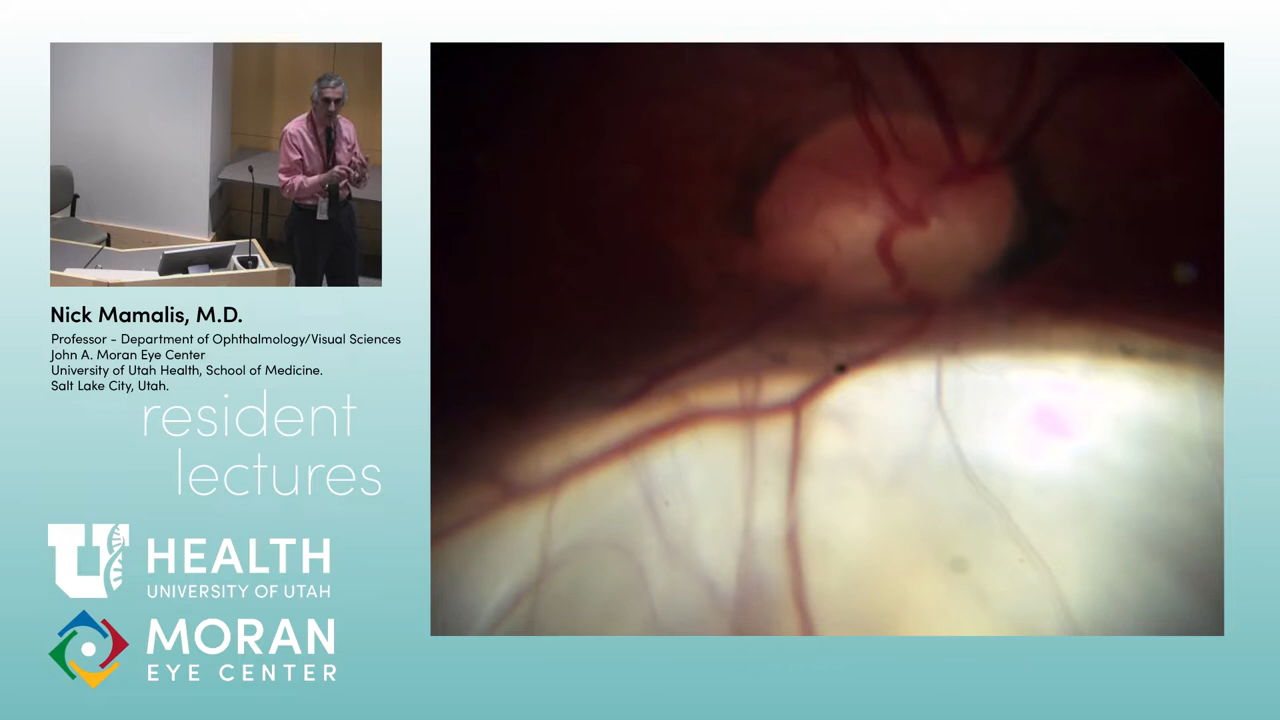 Nick Mamalis, M.D.
Professor - Department of Ophthalmology/Visual Sciences
John A. Moran Eye Center
University of Utah Health, School of Medicine.
Salt Lake City, Utah.
resident
lectures
U HEALTH
UNIVERSITY OF UTAH
MORAN
EYE CENTER